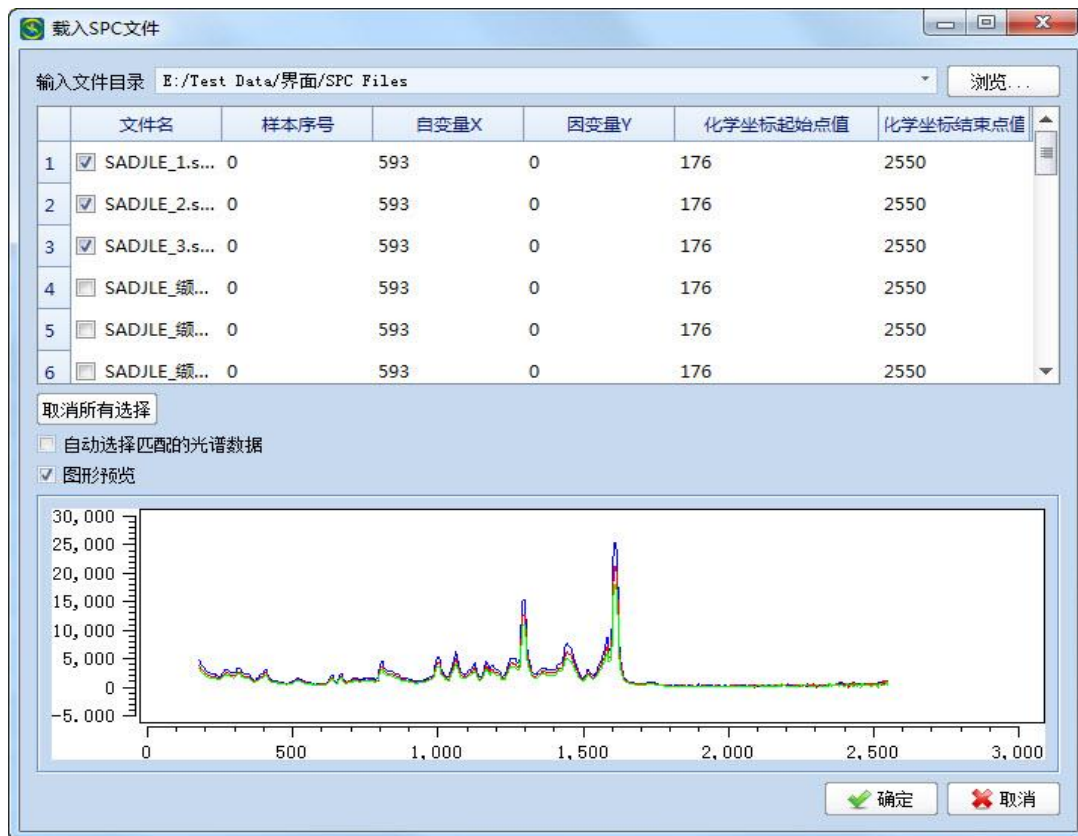 载入SPC文件
输入文件目录 E:/Test Data/界面/SPC Files 浏览...
文件名 样本序号 自变量X 因变量Y 化学坐标起始点值 化学坐标结束点值
1 SADJLE_1.s... 0 593 0 176 2550
2 SADJLE_2.s... 0 593 0 176 2550
3 SADJLE_3.s... 0 593 0 176 2550
4 SADJLE_缬... 0 593 0 176 2550
5 SADJLE_缬... 0 593 0 176 2550
6 SADJLE_缬... 0 593 0 176 2550
取消所有选择
自动选择匹配的光谱数据
图形预览
30,000
25,000
20,000
15,000
10,000
5,000
0
-5.000
0 500 1,000 1,500 2,000 2,500 3,000
确定 取消